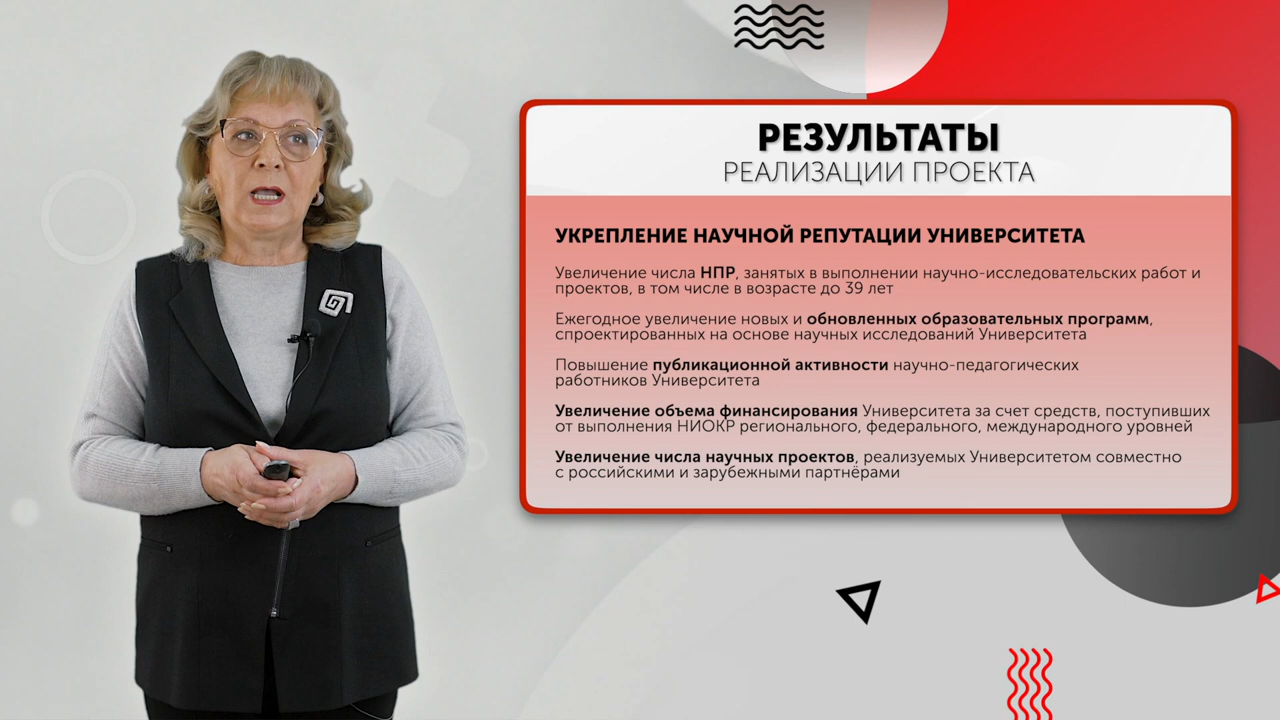 РЕЗУЛЬТАТЫ
РЕАЛИЗАЦИИ ПРОЕКТА
УКРЕПЛЕНИЕ НАУЧНОЙ РЕПУТАЦИИ УНИВЕРСИТЕТА
Увеличение числа НПР, занятых в выполнении научно-исследовательских работ и
проектов, в том числе в возрасте до 39 лет
Ежегодное увеличение новых и обновленных образовательных программ,
спроектированных на основе научных исследований Университета
Повышение публикационной активности научно-педагогических
работников Университета
Увеличение объема финансирования Университета за счет средств, поступивших
от выполнения НИОКР регионального, федерального, международного уровней
Увеличение числа научных проектов, реализуемых Университетом совместно
с российскими и зарубежными партнёрами